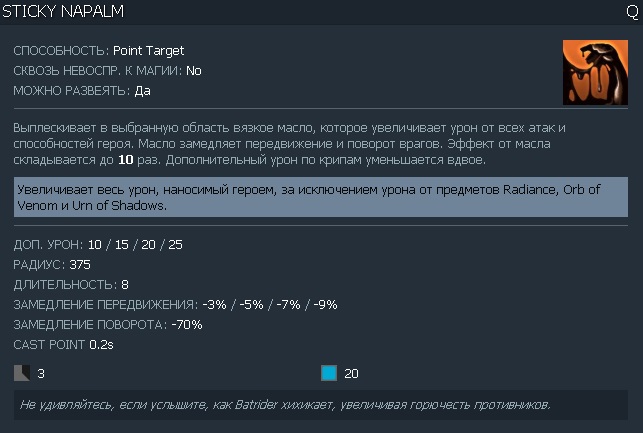 STICKY NAPALM Q
СПОСОБНОСТЬ: Point Target
СКВОЗЬ НЕВОСПР. К МАГИИ: No
МОЖНО РАЗВЕЯТЬ: Да
Выплескивает в выбранную область вязкое масло, которое увеличивает урон от всех атак и
способностей героя. Масло замедляет передвижение и поворот врагов. Эффект от масла
складывается до 10 раз. Дополнительный урон по крипам уменьшается вдвое.
Увеличивает весь урон, наносимый героем, за исключением урона от предметов Radiance, Orb of
Venom и Urn of Shadows.
ДОП. УРОН: 10 / 15 / 20 / 25
РАДИУС: 375
ДЛИТЕЛЬНОСТЬ: 8
ЗАМЕДЛЕНИЕ ПЕРЕДВИЖЕНИЯ: -3% / -5% / -7% / -9%
ЗАМЕДЛЕНИЕ ПОВОРОТА: -70%
CAST POINT 0.2s
3 20
Не удивляйтесь, если услышите, как Batrider хихикает, увеличивая горючесть противников.